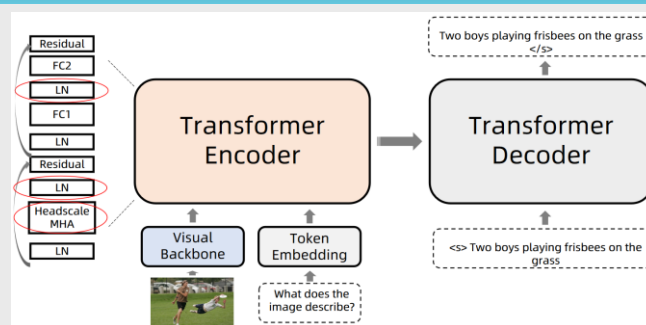 Residual
FC2
LN
FC1
LN
Residual
LN
Headscale
MHA
LN
Transformer
Encoder
Visual
Backbone
Token
Embedding
What does the
image describe?
Two boys playing frisbees on the grass
</s>
Transformer
Decoder
<s> Two boys playing frisbees on the
grass